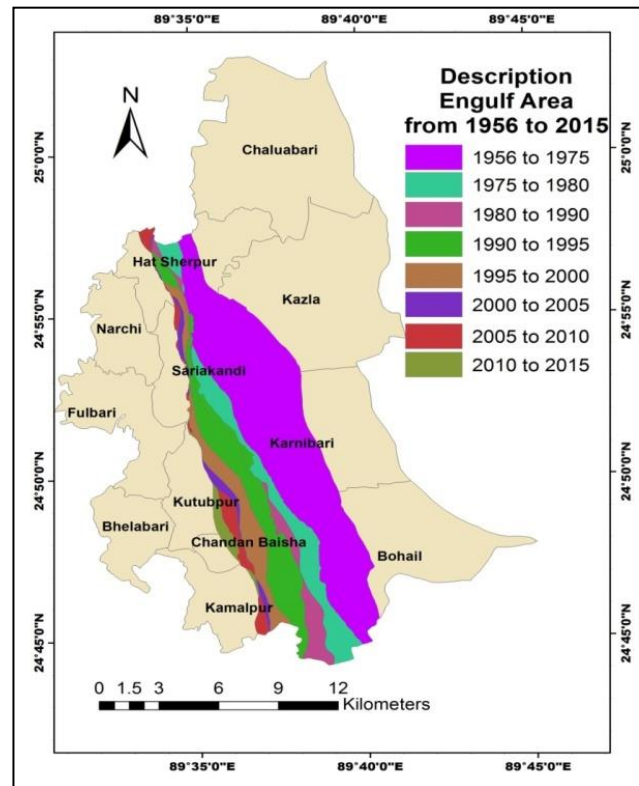 89°35'0"E 89°40'0"E 89°45'0"E
Description
Engulf Area
from 1956 to 2015
1956 to 1975
1975 to 1980
1980 to 1990
1990 to 1995
1995 to 2000
2000 to 2005
2005 to 2010
2010 to 2015
N
Chaluabari
25°0'0"N 25°0'0"N
Hat Sherpur
Kazla
24°55'0"N 24°55'0"N
Narchi
Sariakandi
Fulbari
Karnibari
24°50'0"N 24°50'0"N
Kutubpur
Bhelabari
Chandan Baisha
Bohail
Kamalpur
24°45'0"N 24°45'0"N
0 1.5 3 6 9 12
Kilometers
89°35'0"E 89°40'0"E 89°45'0"E